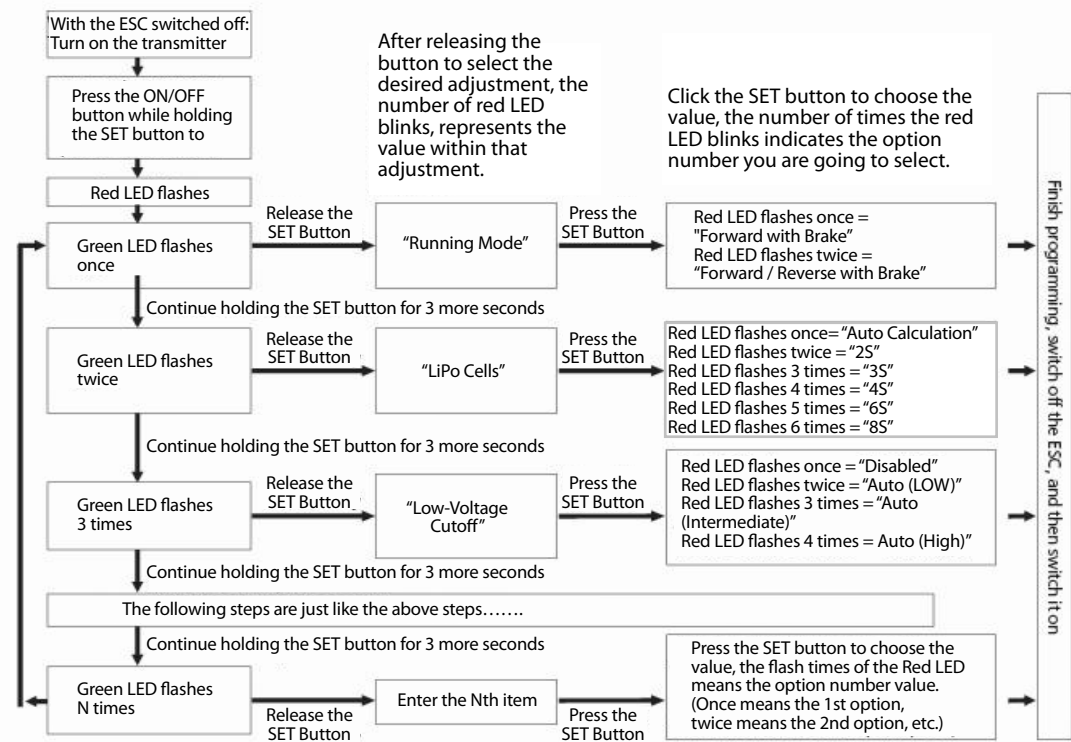 With the ESC switched off:
Turn on the transmitter
Press the ON/OFF
button while holding
the SET button to
Red LED flashes
After releasing the
button to select the
desired adjustment, the
number of red LED
blinks, represents the
value within that
adjustment.
Click the SET button to choose the
value, the number of times the red
LED blinks indicates the option
number you are going to select.
Green LED flashes
once
Release the
SET Button
“Running Mode”
Press the
SET Button
Red LED flashes once =
"Forward with Brake”
Red LED flashes twice =
“Forward / Reverse with Brake”
Continue holding the SET button for 3 more seconds
Green LED flashes
twice
Release the
SET Button
“LiPo Cells”
Press the
SET Button
Red LED flashes once= “Auto Calculation”
Red LED flashes twice = “2S”
Red LED flashes 3 times = “3S”
Red LED flashes 4 times = “4S”
Red LED flashes 5 times = “6S”
Red LED flashes 6 times = “8S”
Continue holding the SET button for 3 more seconds
Green LED flashes
3 times
Release the
SET Button
“Low-Voltage
Cutoff”
Press the
SET Button
Red LED flashes once = “Disabled”
Red LED flashes twice = “Auto (LOW)”
Red LED flashes 3 times = “Auto
(Intermediate)”
Red LED flashes 4 times = Auto (High)”
Continue holding the SET button for 3 more seconds
The following steps are just like the above steps…….
Continue holding the SET button for 3 more seconds
Green LED flashes
N times
Release the
SET Button
Enter the Nth item
Press the
SET Button
Press the SET button to choose the
value, the flash times of the Red LED
means the option number value.
(Once means the 1st option,
twice means the 2nd option, etc.)
Finish programming, switch off the ESC, and then switch it on